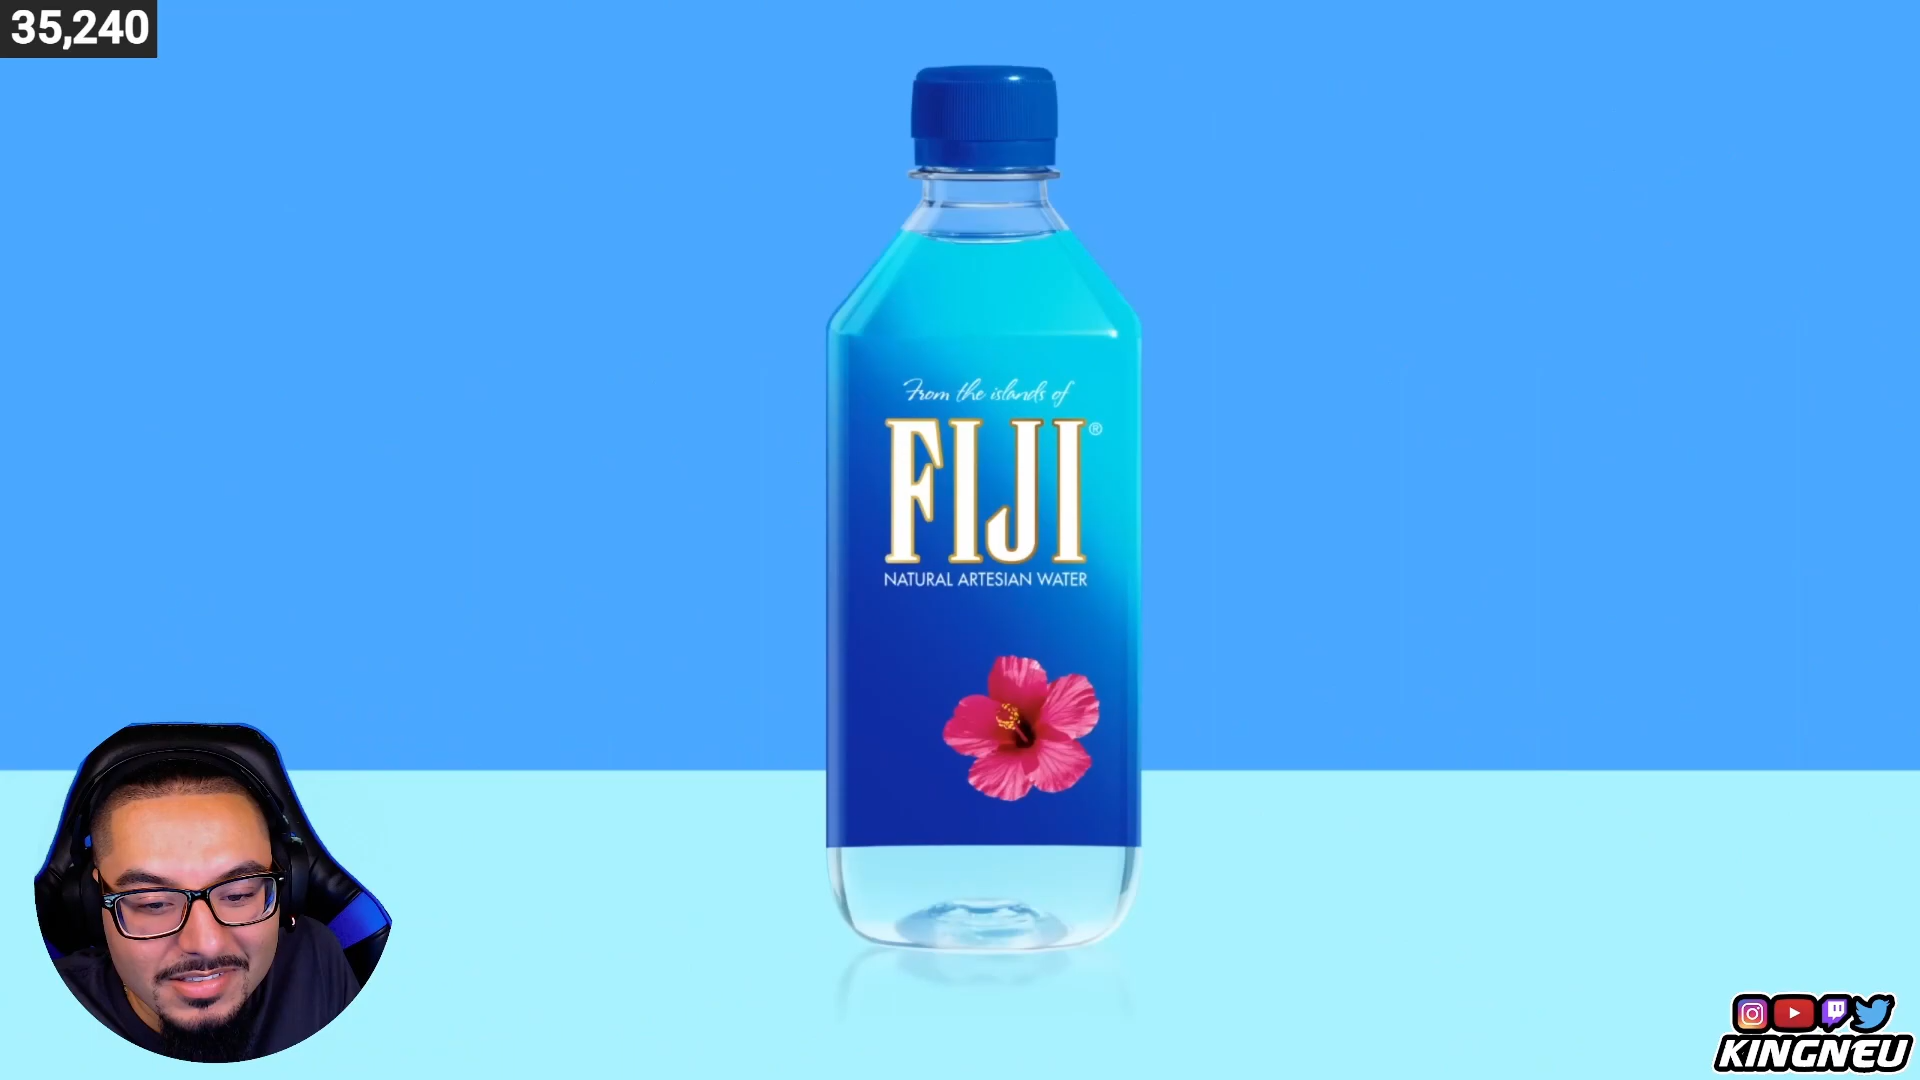 35,240
From the islands of
FIJI®
NATURAL ARTESIAN WATER
KINGNEU